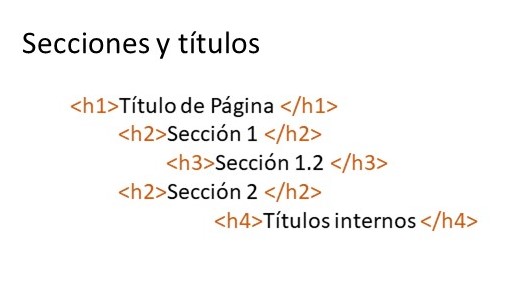 Secciones y títulos
<h1>Título de Página </h1>
<h2>Sección 1 </h2>
<h3>Sección 1.2 </h3>
<h2>Sección 2 </h2>
<h4>Títulos internos </h4>